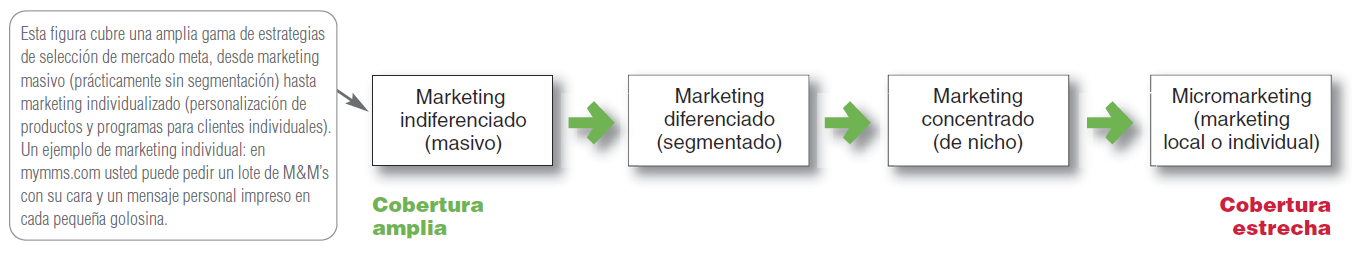 Esta figura cubre una amplia gama de estrategias
de selección de mercado meta, desde marketing
masivo (prácticamente sin segmentación) hasta
marketing individualizado (personalización de
productos y programas para clientes individuales).
Un ejemplo de marketing individual: en
mymms.com usted puede pedir un lote de M&M's
con su cara y un mensaje personal impreso en
cada pequeña golosina.
Marketing
indiferenciado
(masivo)
Marketing
diferenciado
(segmentado)
Marketing
concentrado
(de nicho)
Micromarketing
(marketing
local o individual)
Cobertura
amplia
Cobertura
estrecha